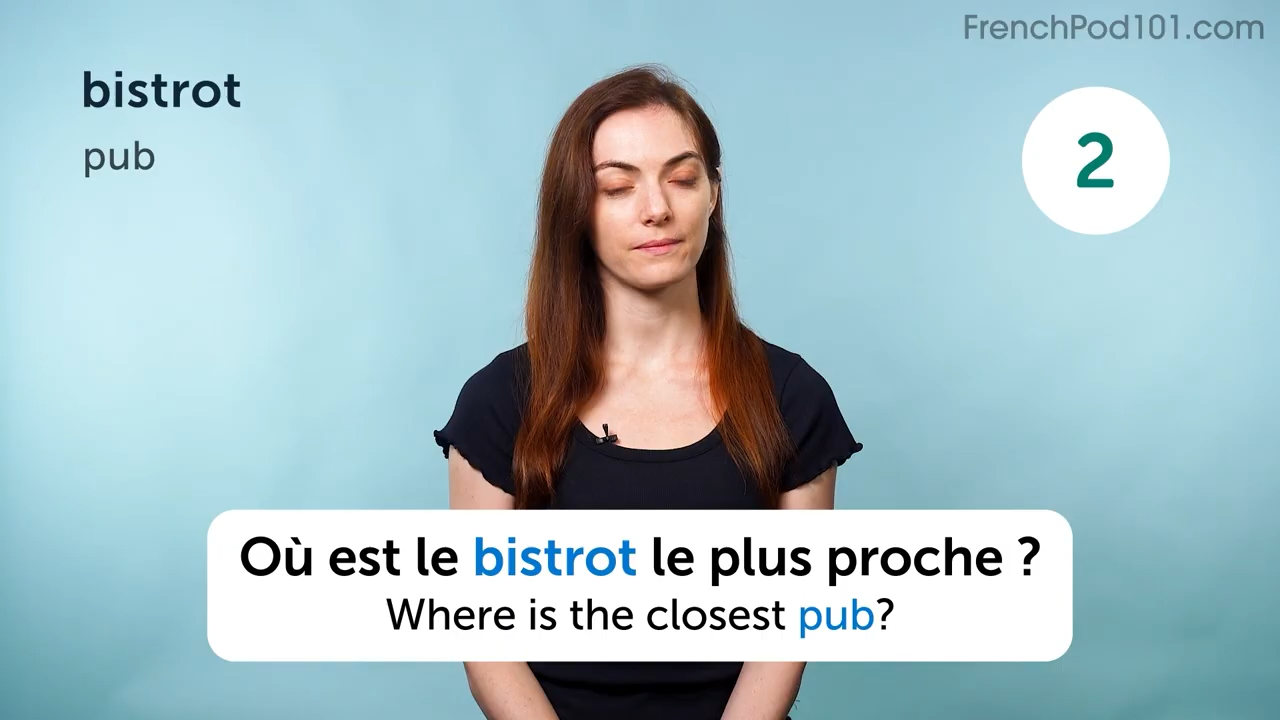 FrenchPod101.com
bistrot
pub
2
Où est le bistrot le plus proche ?
Where is the closest pub?